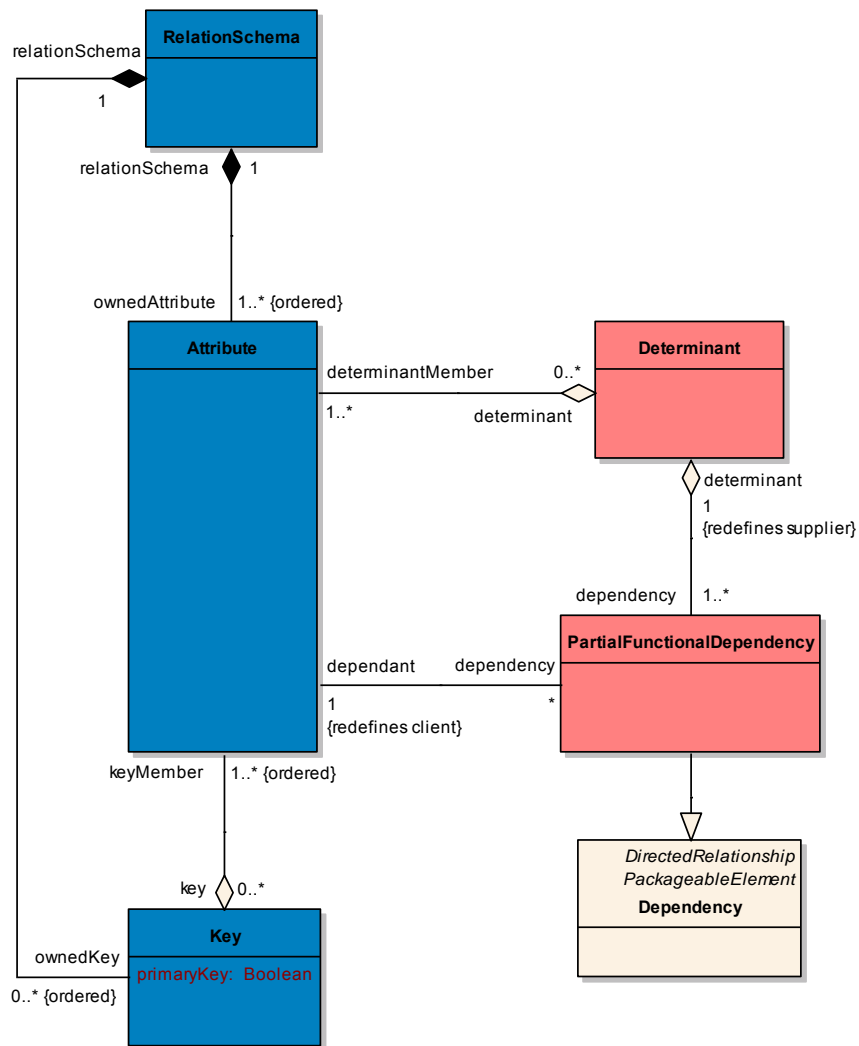 RelationSchema
relationSchema
1
relationSchema
1
ownedAttribute
1..* {ordered}
Attribute
Determinant
determinantMember
0..*
1..*
determinant
determinant
1
{redefines supplier}
dependency
1..*
PartialFunctionalDependency
dependant
dependency
1
*
{redefines client}
keyMember
1..* {ordered}
DirectedRelationship
PackageableElement
Dependency
key
0..*
Key
ownedKey
primaryKey: Boolean
0..* {ordered}